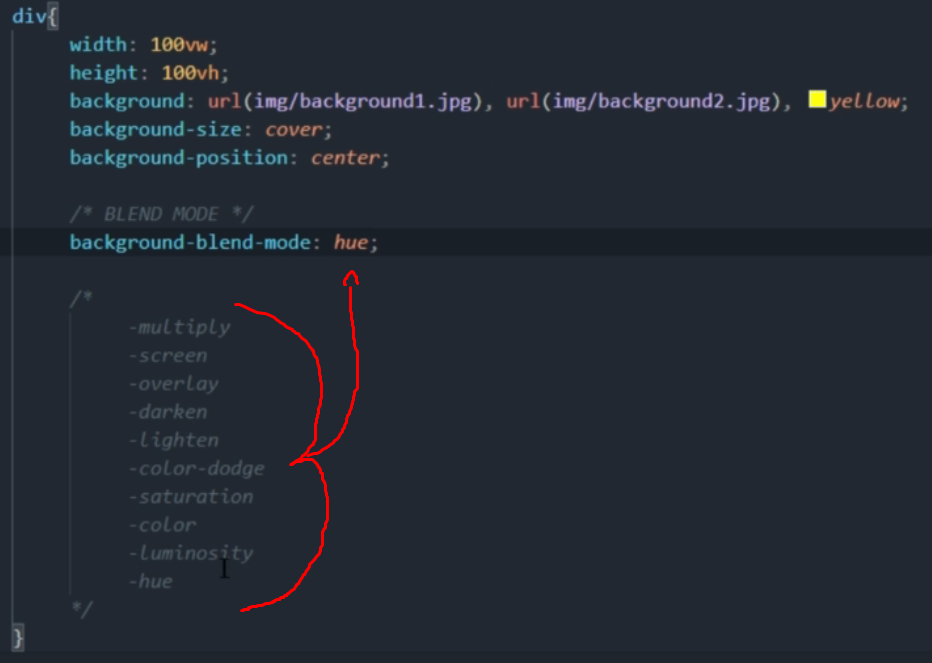 div{
width: 100vw;
height: 100vh;
background: url(img/background1.jpg), url(img/background2.jpg), yellow;
background-size: cover;
background-position: center;
/* BLEND MODE */
background-blend-mode: hue;
/*
-multiply
-screen
-overlay
-darken
-lighten
-color-dodge
-saturation
-color
-luminosity
-hue
*/
}